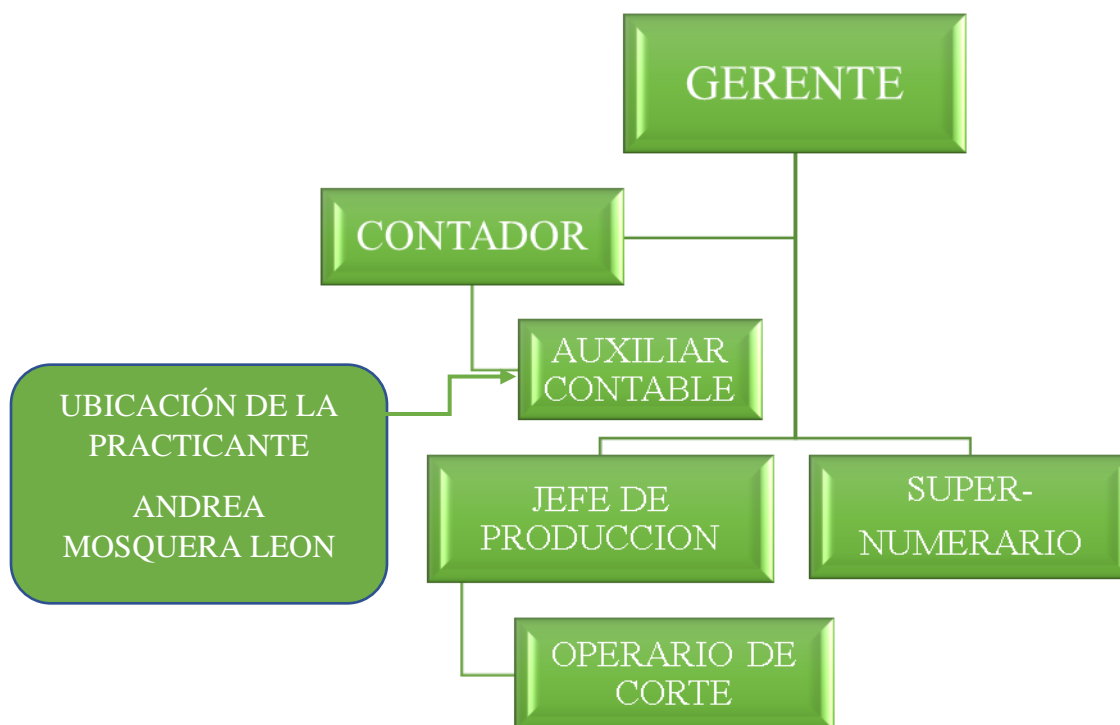 GERENTE
CONTADOR
AUXILIAR
CONTABLE
UBICACIÓN DE LA
PRACTICANTE
ANDREA
MOSQUERA LEON
JEFE DE
PRODUCCION
SUPER-
NUMERARIO
OPERARIO DE
CORTE